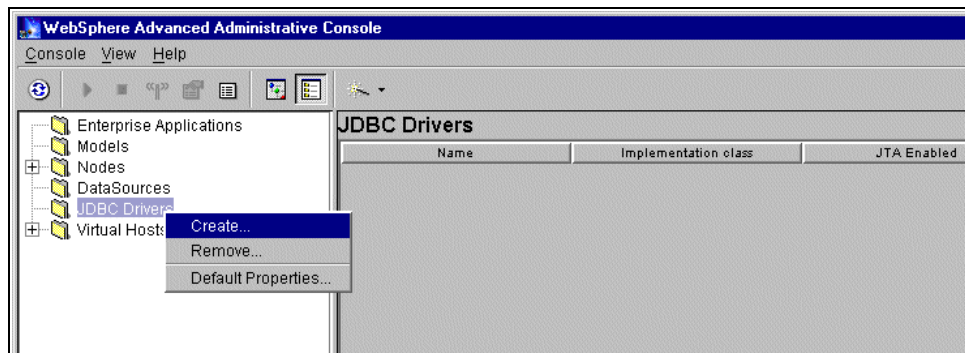 WebSphere Advanced Administrative Console
Console View Help
Enterprise Applications
Models
Nodes
DataSources
JDBC Drivers
Virtual Hosts
Create...
Remove...
Default Properties...
JDBC Drivers
Name Implementation class JTA Enabled